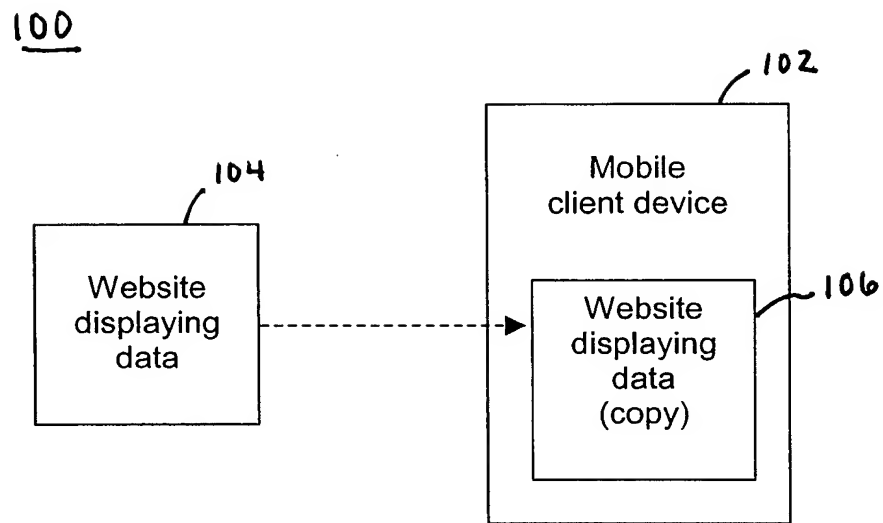 100
102
Mobile
client device
104
Website
displaying
data
106
Website
displaying
data
(copy)